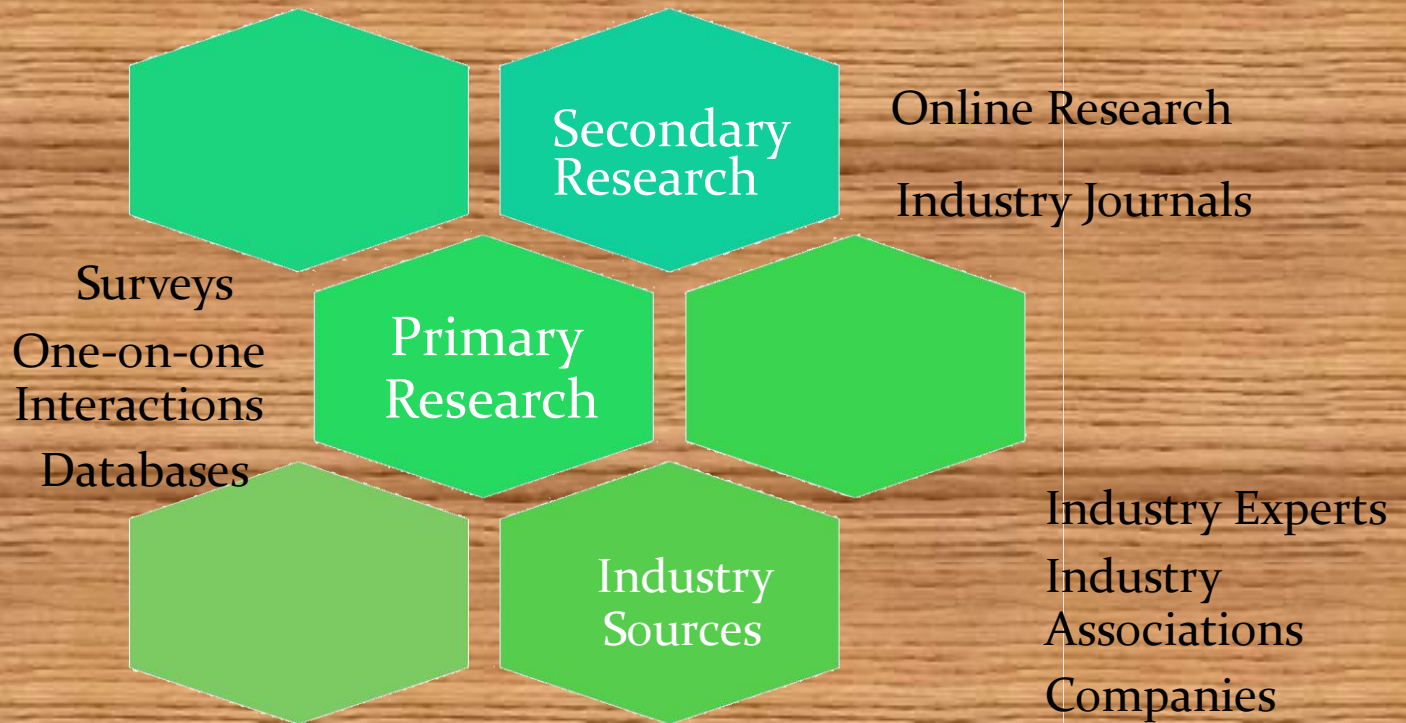 Secondary
Research
Online Research
Industry Journals
Surveys
One-on-one
Interactions
Databases
Primary
Research
Industry
Sources
Industry Experts
Industry
Associations
Companies